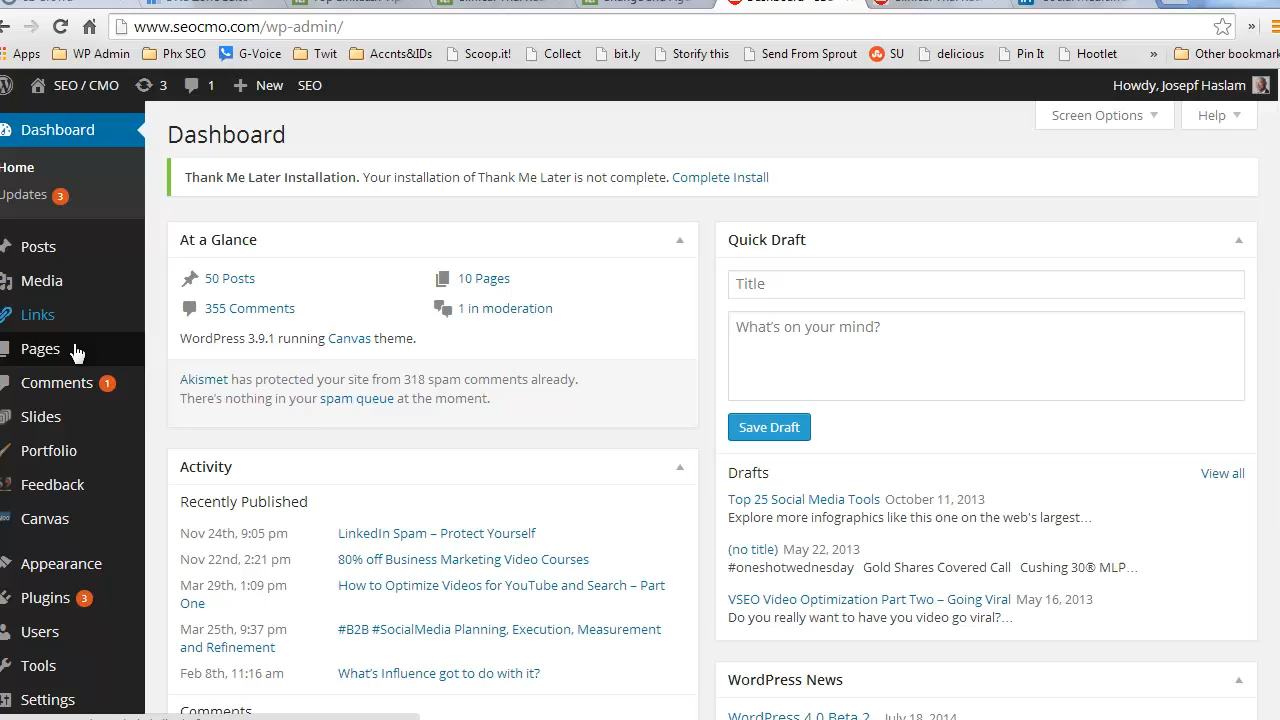 www.seocmo.com/wp-admin/
Apps WP Admin Phx SEO G-Voice Twit Accnts&IDs Scoop.it! Collect bit.ly Storify this Send From Sprout SU delicious Pin It Hootlet » Other bookmark
SEO / CMO 3 1 New SEO Howdy, Josepf Haslam
Dashboard
Home
Updates 3
Posts
Media
Links
Pages
Comments 1
Slides
Portfolio
Feedback
Canvas
Appearance
Plugins 3
Users
Tools
Settings
Screen Options Help
Dashboard
Thank Me Later Installation. Your installation of Thank Me Later is not complete. Complete Install
At a Glance
50 Posts 10 Pages
355 Comments 1 in moderation
WordPress 3.9.1 running Canvas theme.
Akismet has protected your site from 318 spam comments already.
There's nothing in your spam queue at the moment.
Activity
Recently Published
Nov 24th, 9:05 pm LinkedIn Spam – Protect Yourself
Nov 22nd, 2:21 pm 80% off Business Marketing Video Courses
Mar 29th, 1:09 pm How to Optimize Videos for YouTube and Search – Part
One
Mar 25th, 9:37 pm #B2B #SocialMedia Planning, Execution, Measurement
and Refinement
Feb 8th, 11:16 am What's Influence got to do with it?
Comments
Quick Draft
Title
What's on your mind?
Save Draft
Drafts View all
Top 25 Social Media Tools October 11, 2013
Explore more infographics like this one on the web's largest…
(no title) May 22, 2013
#oneshotwednesday Gold Shares Covered Call Cushing 30® MLP…
VSEO Video Optimization Part Two – Going Viral May 16, 2013
Do you really want to have you video go viral?…
WordPress News
WordPress 4.0 Beta 2 July 18, 2014